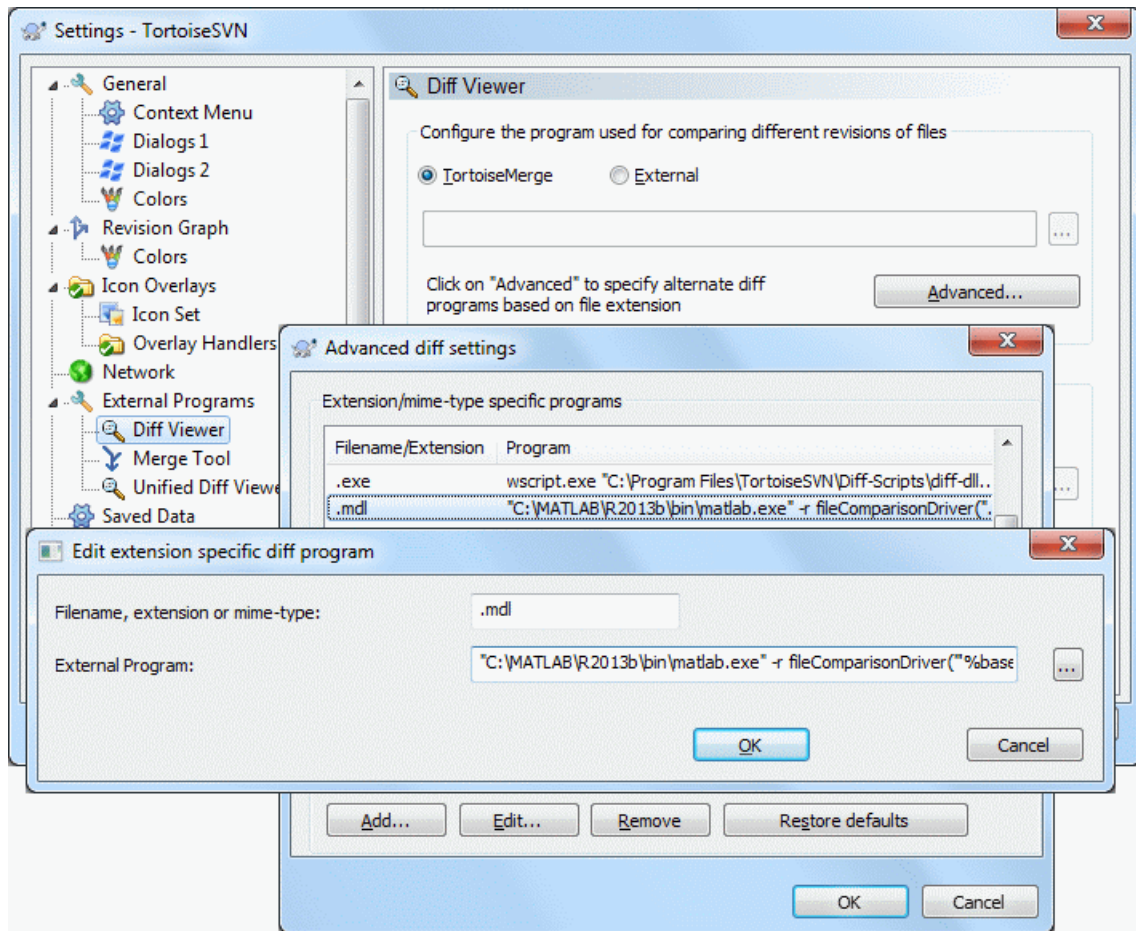 Settings - TortoiseSVN
General
Context Menu
Dialogs 1
Dialogs 2
Colors
Revision Graph
Colors
Icon Overlays
Icon Set
Overlay Handlers
Network
External Programs
Diff Viewer
Merge Tool
Unified Diff Viewe
Saved Data
Diff Viewer
Configure the program used for comparing different revisions of files
TortoiseMerge External
...
Click on "Advanced" to specify alternate diff
programs based on file extension
Advanced...
Advanced diff settings
Extension/mime-type specific programs
Filename/Extension Program
.exe wscript.exe "C:\Program Files\TortoiseSVN\Diff-Scripts\diff-dll...
.mdl "C:\MATLAB\R2013b\bin\matlab.exe" -r fileComparisonDriver("...
...
Edit extension specific diff program
Filename, extension or mime-type: .mdl
External Program: "C:\MATLAB\R2013b\bin\matlab.exe" -r fileComparisonDriver("'%base
...
OK Cancel
Add... Edit... Remove Restore defaults
OK Cancel